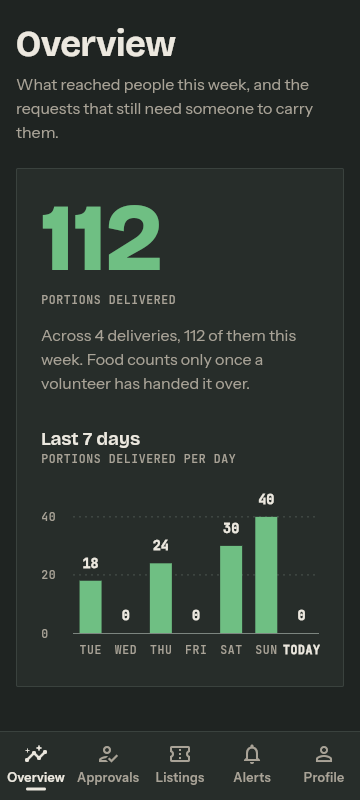 Overview
What reached people this week, and the
requests that still need someone to carry
them.
112
PORTIONS DELIVERED
Across 4 deliveries, 112 of them this
week. Food counts only once a
volunteer has handed it over.
Last 7 days
PORTIONS DELIVERED PER DAY
40
40
30
24
20
18
0 0 0
0
TUE WED THU FRI SAT SUN TODAY
Overview Approvals Listings Alerts Profile